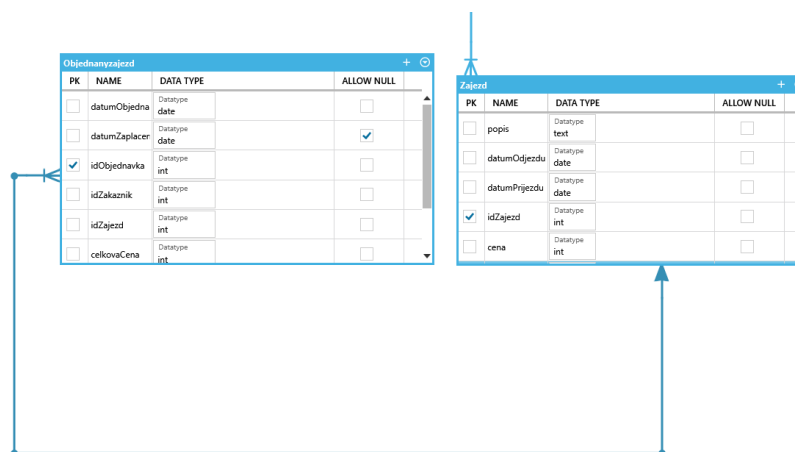 Objednanyzajezd
PK NAME DATA TYPE ALLOW NULL
datumObjedna Datatype date
datumZaplacen Datatype date
idObjednavka Datatype int
idZakaznik Datatype int
idZajezd Datatype int
celkovaCena Datatype int
Zajezd
PK NAME DATA TYPE ALLOW NULL
popis Datatype text
datumOdjezdu Datatype date
datumPrijezdu Datatype date
idZajezd Datatype int
cena Datatype int